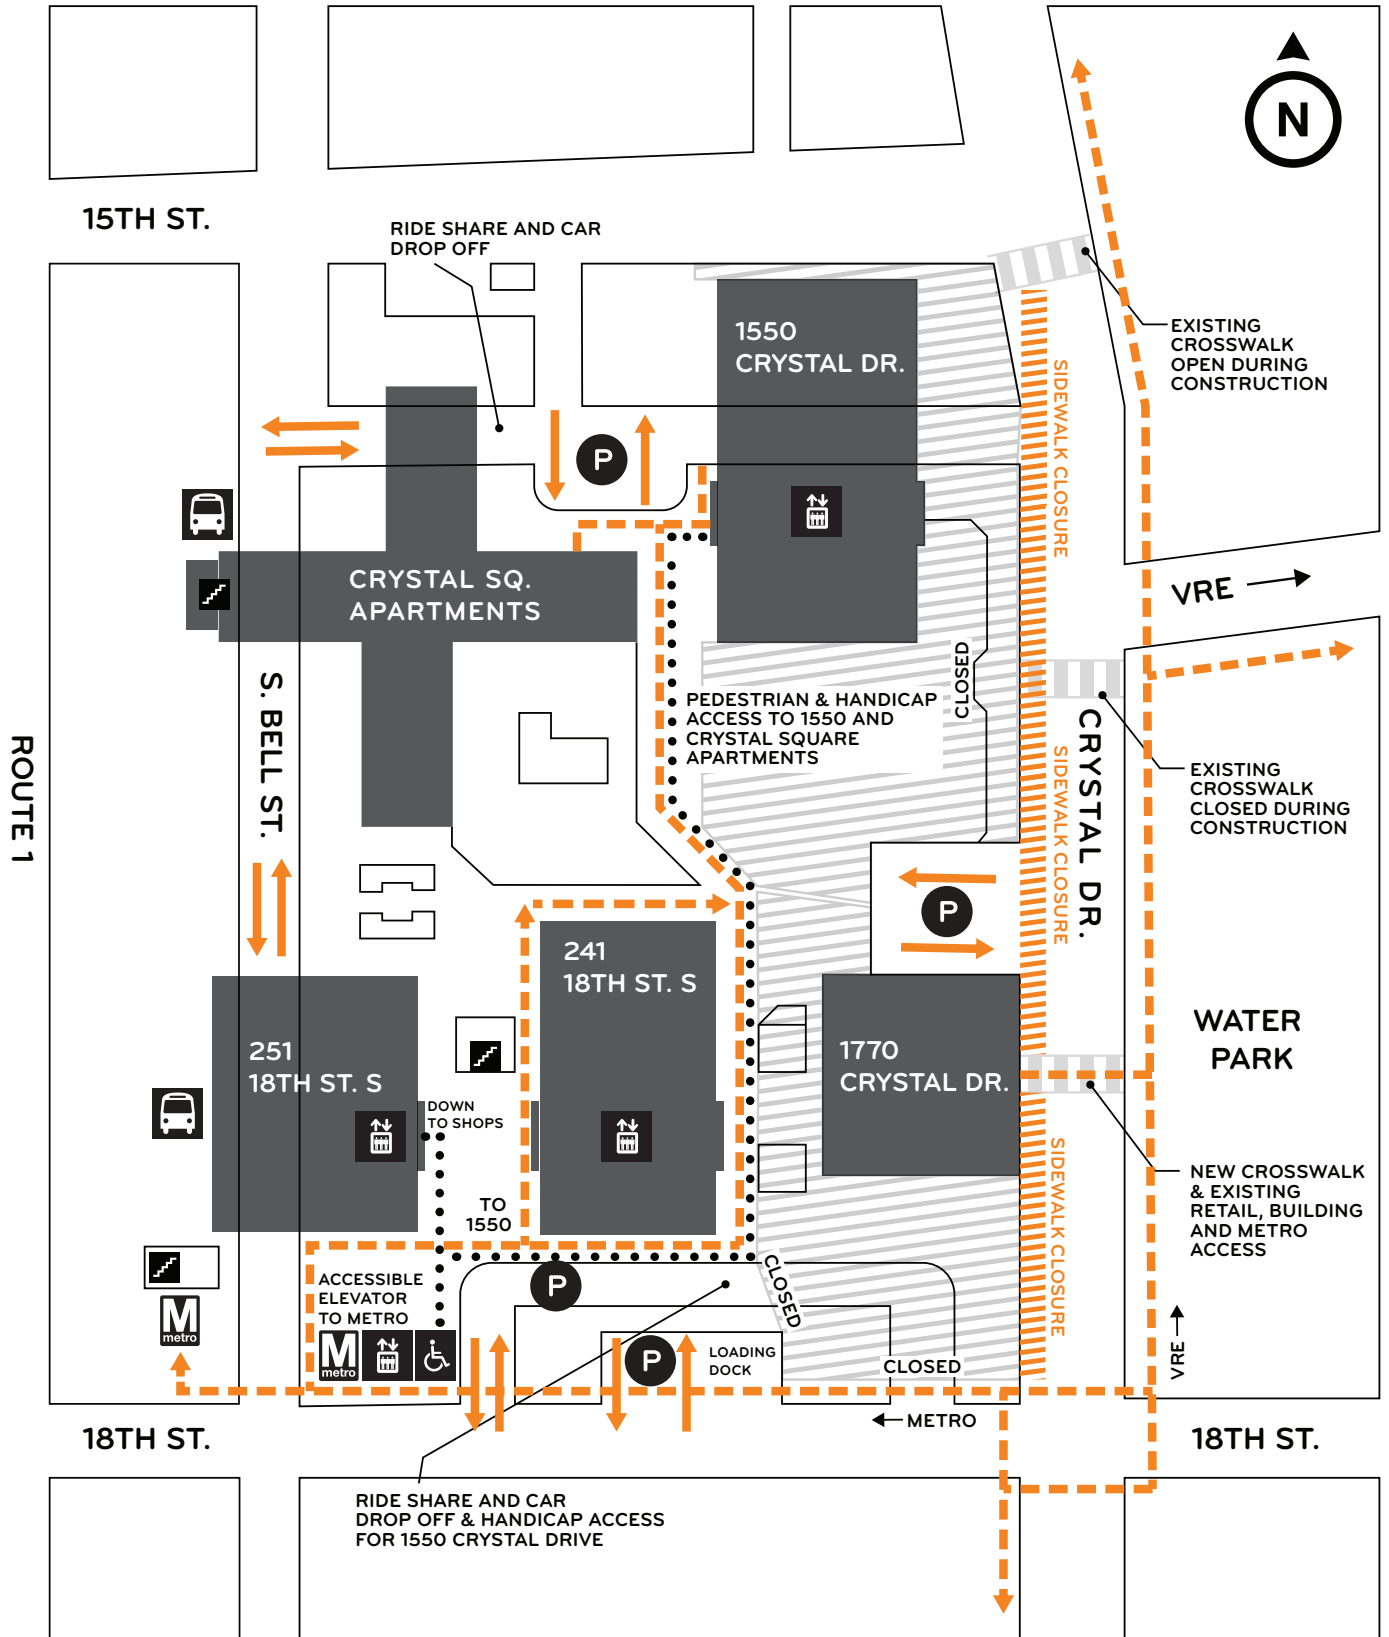 N
15TH ST.
RIDE SHARE AND CAR
DROP OFF
1550
CRYSTAL DR.
EXISTING
CROSSWALK
OPEN DURING
CONSTRUCTION
SIDEWALK CLOSURE
P
CRYSTAL SQ.
APARTMENTS
VRE
CLOSED
PEDESTRIAN & HANDICAP
ACCESS TO 1550 AND
CRYSTAL SQUARE
APARTMENTS
S. BELL ST.
ROUTE 1
CRYSTAL DR.
SIDEWALK CLOSURE
EXISTING
CROSSWALK
CLOSED DURING
CONSTRUCTION
P
241
18TH ST. S
WATER
PARK
251
18TH ST. S
1770
CRYSTAL DR.
DOWN
TO SHOPS
SIDEWALK CLOSURE
NEW CROSSWALK
& EXISTING
RETAIL, BUILDING
AND METRO
ACCESS
TO
1550
ACCESSIBLE
ELEVATOR
TO METRO
P
CLOSED
M
metro
M
metro
P
LOADING
DOCK
CLOSED
VRE
METRO
18TH ST.
18TH ST.
RIDE SHARE AND CAR
DROP OFF & HANDICAP ACCESS
FOR 1550 CRYSTAL DRIVE